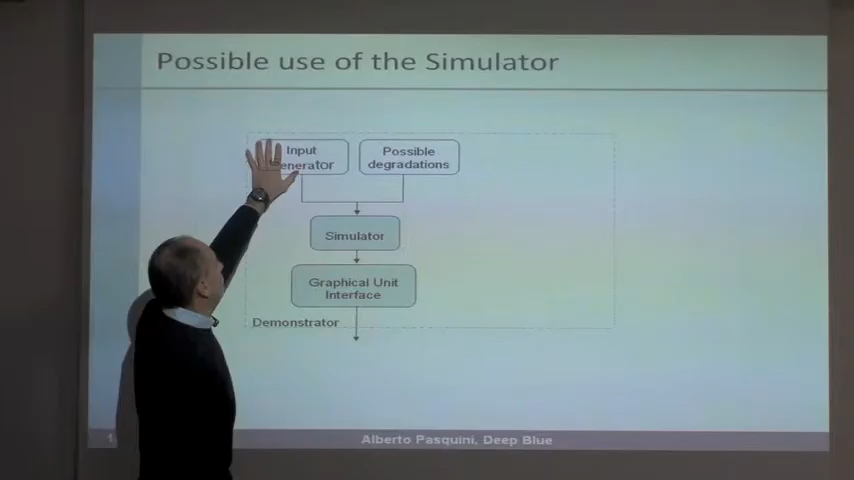 Possible use of the Simulator
Input
Generator
Possible
degradations
Simulator
Graphical Unit
Interface
Demonstrator
Alberto Pasquini, Deep Blue